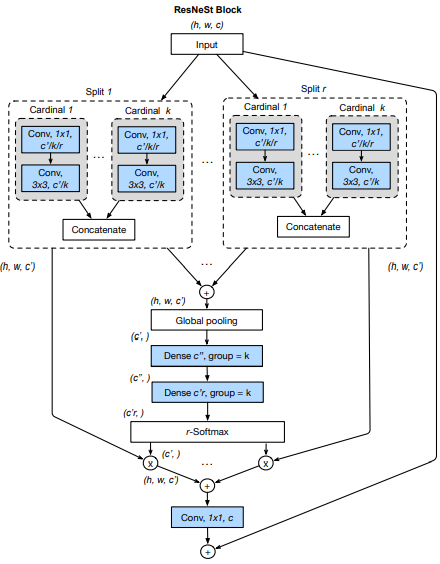 ResNeSt Block
(h, w, c)
Input
Split 1
Split r
Cardinal 1
Cardinal k
Cardinal 1
Cardinal k
Conv, 1x1,
c'/k/r
Conv, 1x1,
c'/k/r
Conv, 1x1,
c'/k/r
Conv, 1x1,
c'/k/r
...
...
...
Conv,
3x3, c'/k
Conv,
3x3, c'/k
Conv,
3x3, c'/k
Conv,
3x3, c'/k
Concatenate
Concatenate
(h, w, c')
...
(h, w, c')
+
(h, w, c')
Global pooling
(c', )
Dense c'', group = k
(c'', )
Dense c'r, group = k
(c'r, )
r-Softmax
(c', )
x
...
x
(h, w, c')
+
Conv, 1x1, c
+